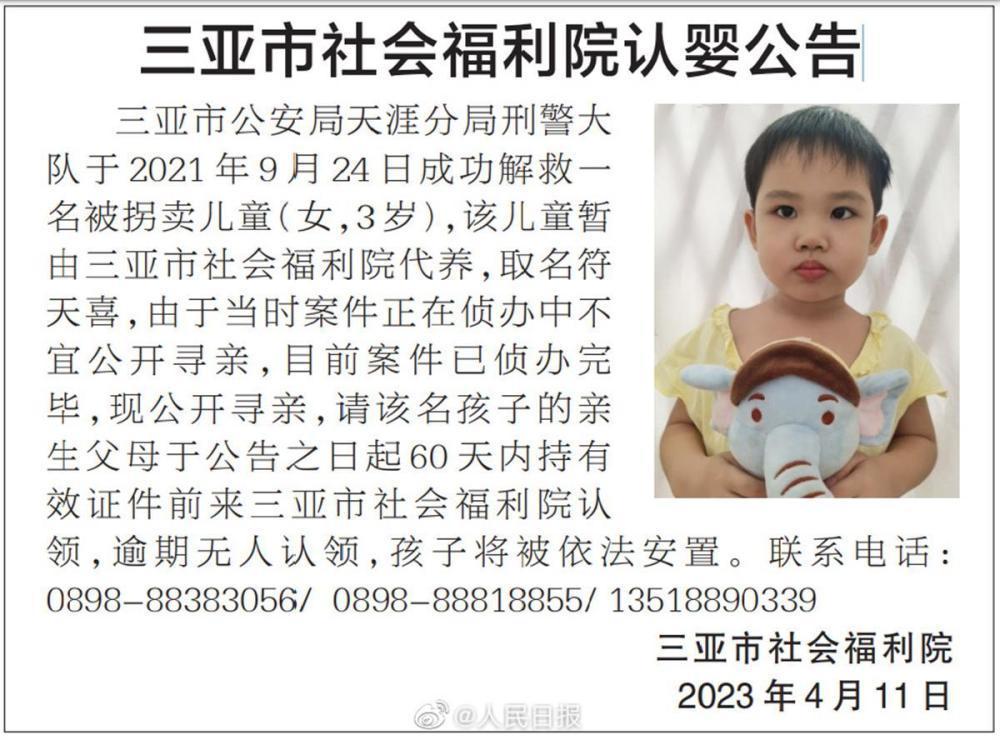 三亚市社会福利院认婴公告
三亚市公安局天涯分局刑警大
队于2021年9月24日成功解救一
名被拐卖儿童(女,3岁),该儿童暂
由三亚市社会福利院代养,取名符
天喜,由于当时案件正在侦办中不
宜公开寻亲,目前案件已侦办完
毕,现公开寻亲,请该名孩子的亲
生父母于公告之日起60天内持有
效证件前来三亚市社会福利院认
领,逾期无人认领,孩子将被依法安置。联系电话:
0898-88383056/ 0898-88818855/ 13518890339
三亚市社会福利院
2023年4月11日
@人民日报